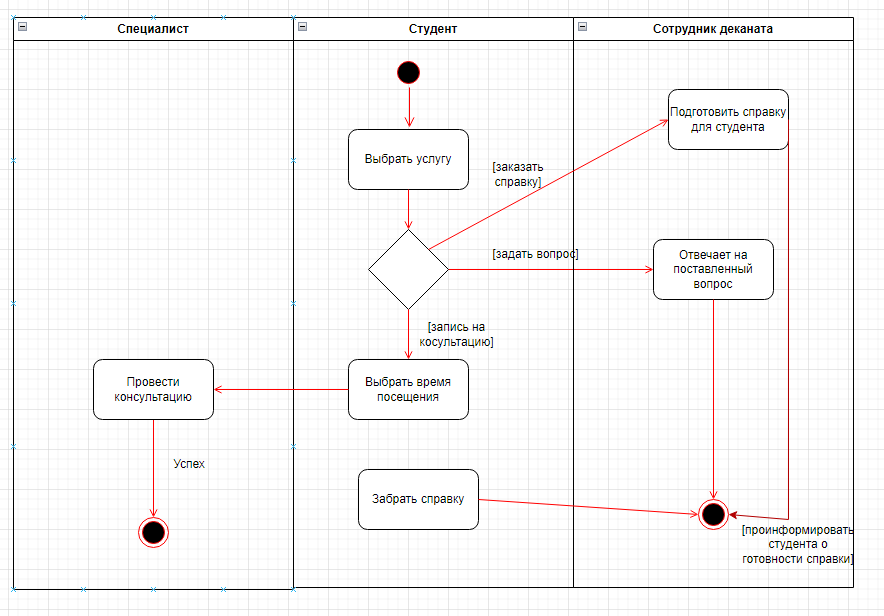 Специалист
Студент
Сотрудник деканата
Подготовить справку
для студента
Выбрать услугу
[заказать
справку]
[задать вопрос]
Отвечает на
поставленный
вопрос
[запись на
косультацию]
Провести
консультацию
Выбрать время
посещения
Успех
Забрать справку
[проинформировать
студента о
готовности справки]